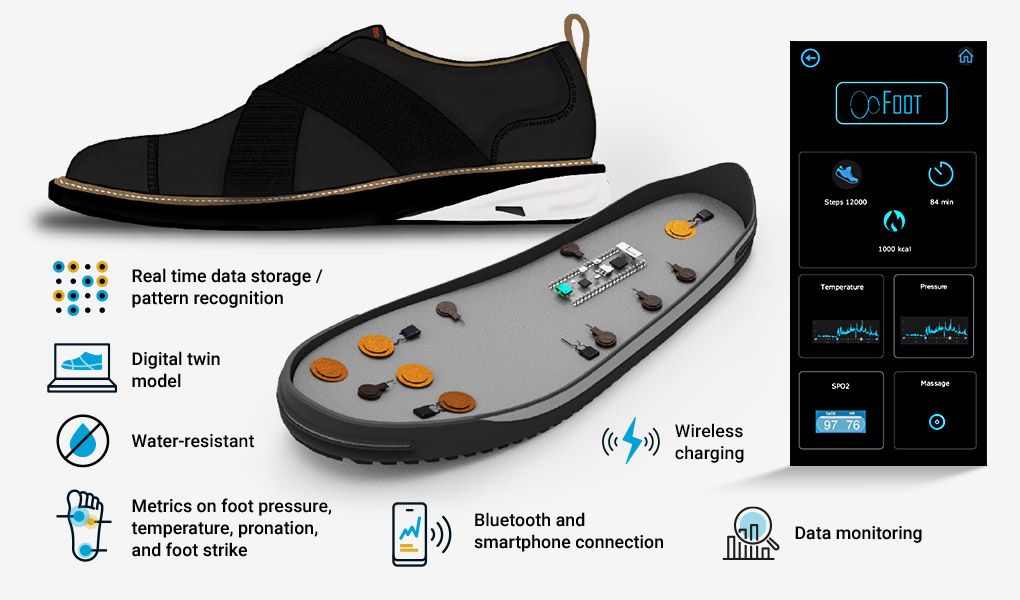 FOOT
Steps 12000
84 min
1000 kcal
Temperature
Pressure
SPO2
Massage
SpO2
HR
97 76
Real time data storage /
pattern recognition
Digital twin
model
Water-resistant
Metrics on foot pressure,
temperature, pronation,
and foot strike
Wireless
charging
Bluetooth and
smartphone connection
Data monitoring